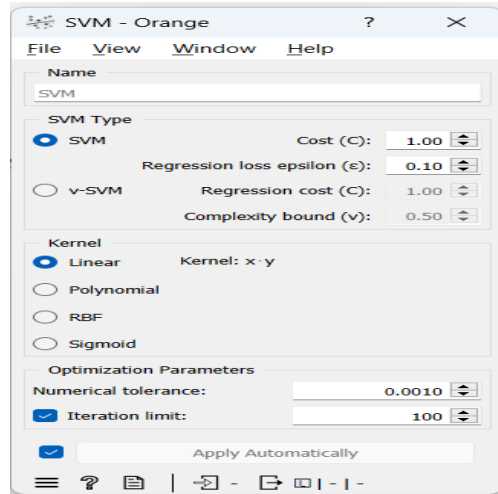 SVM - Orange ? ×
File View Window Help
Name
SVM
SVM Type
SVM Cost (C): 1.00
Regression loss epsilon (ε): 0.10
ν-SVM Regression cost (C): 1.00
Complexity bound (ν): 0.50
Kernel
Linear Kernel: x·y
Polynomial
RBF
Sigmoid
Optimization Parameters
Numerical tolerance: 0.0010
Iteration limit: 100
Apply Automatically
? | - | - | -